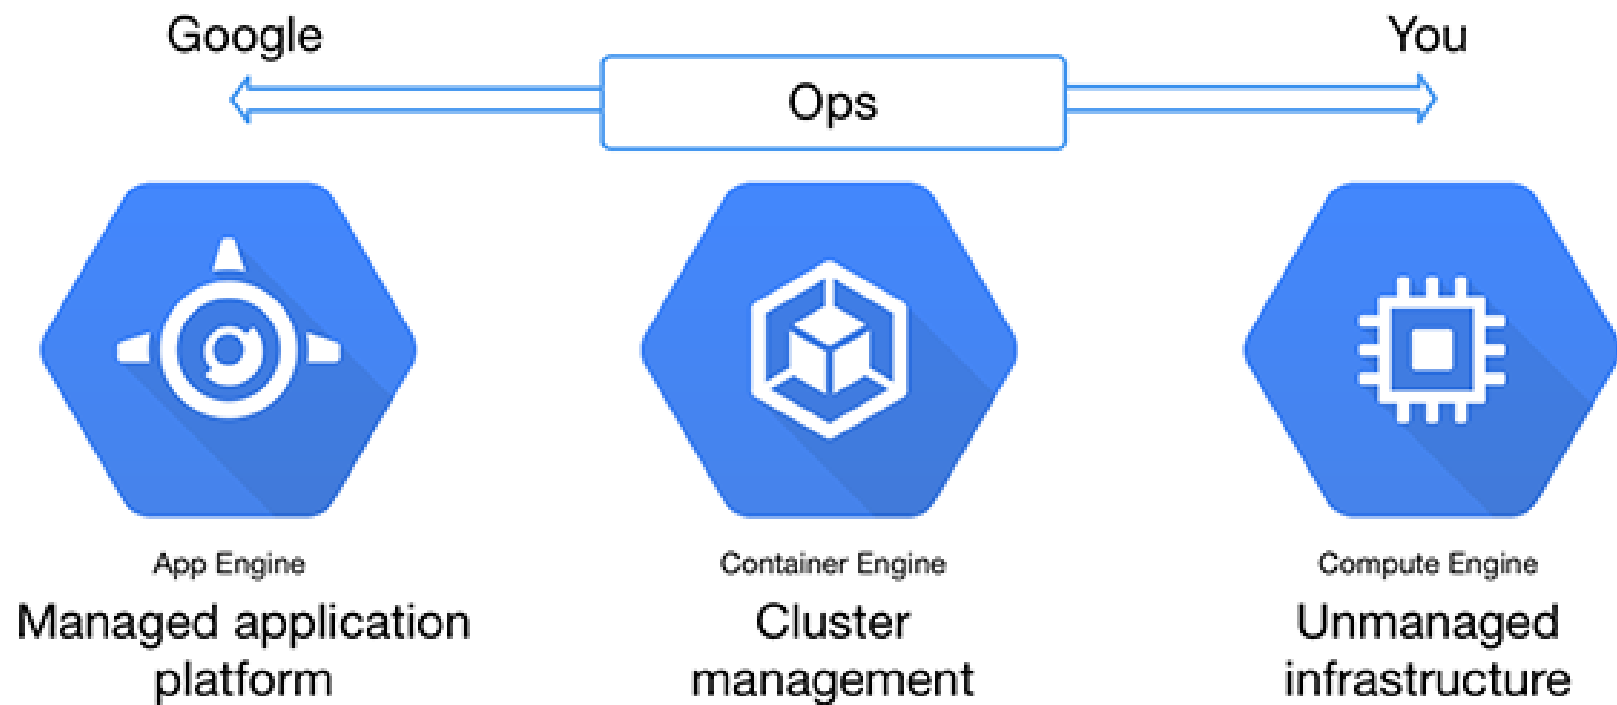 Google
You
Ops
App Engine
Managed application
platform
Container Engine
Cluster
management
Compute Engine
Unmanaged
infrastructure